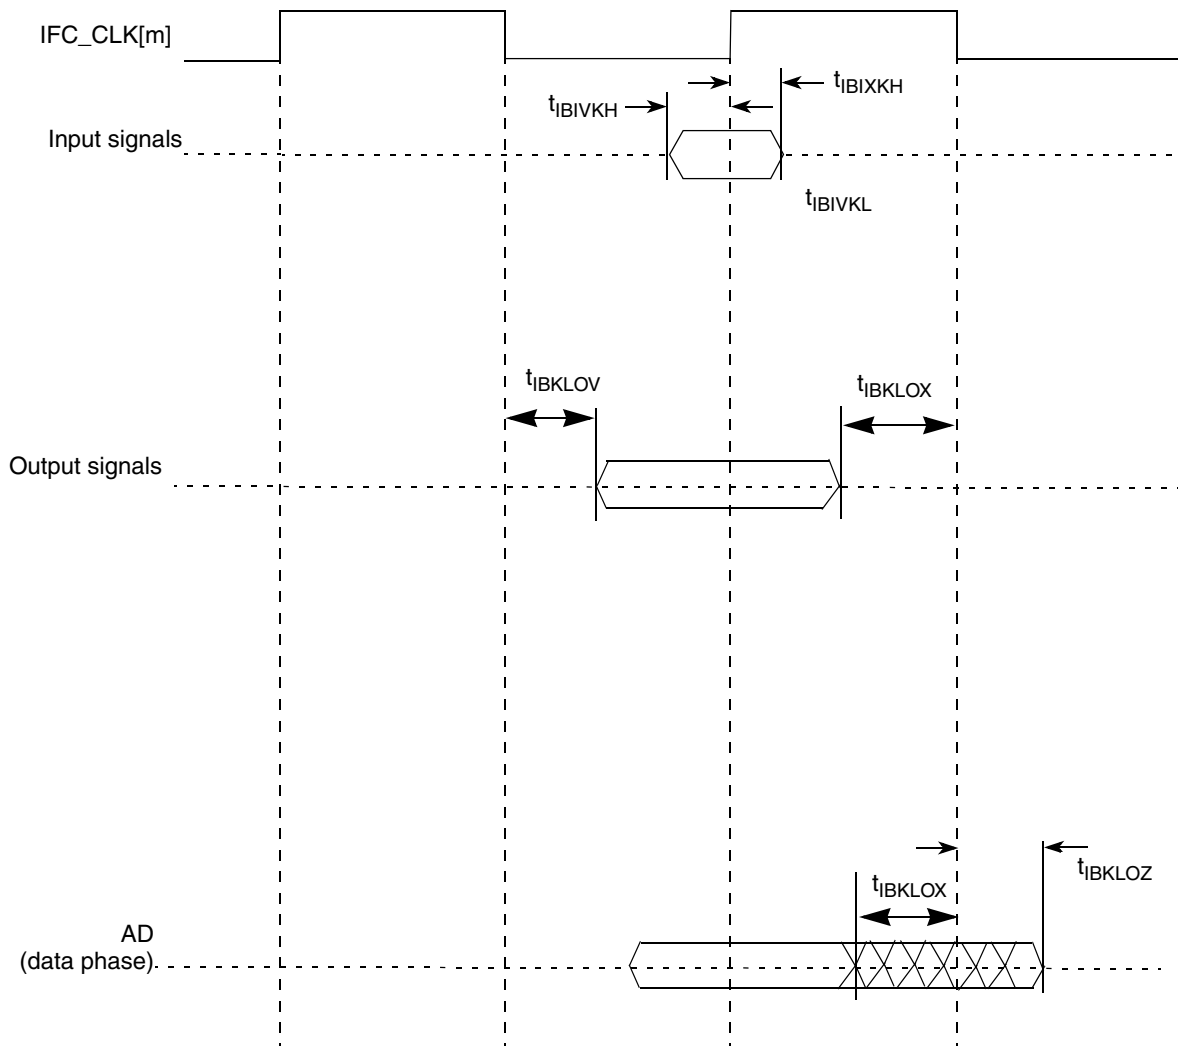 IFC_CLK[m]
tIBIXKH
tIBIVKH
Input signals
tIBIVKL
tIBKLOV
tIBKLOX
Output signals
tIBKLOZ
tIBKLOX
AD
(data phase)